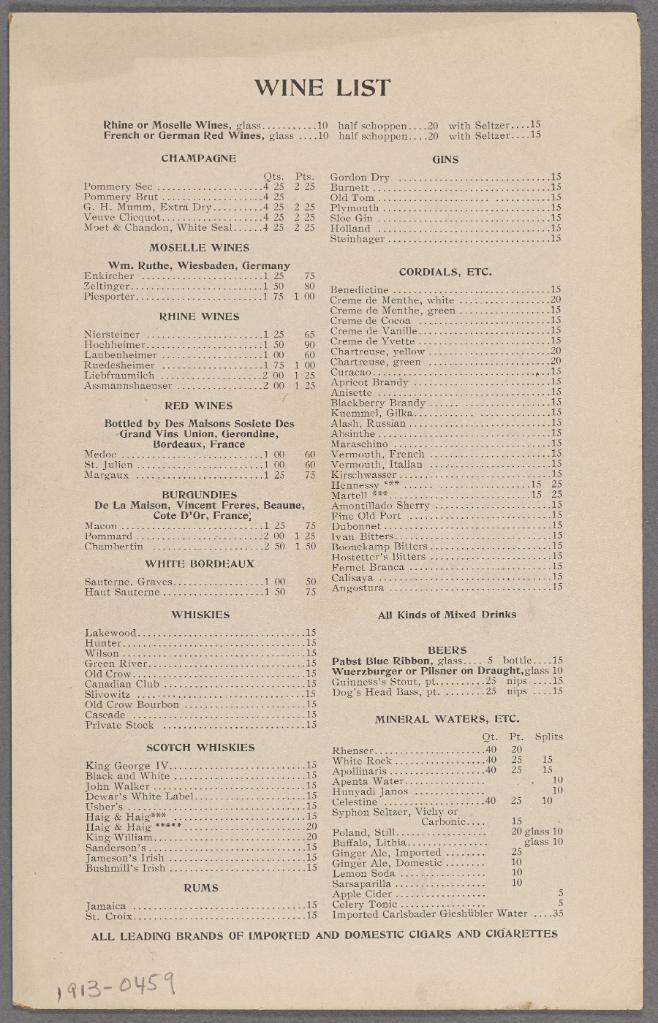 WINE LIST
Rhine or Moselle Wines, glass...........10 half schoppen....20 with Seltzer....15
French or German Red Wines, glass ....10 half schoppen....20 with Seltzer....15
CHAMPAGNE
Qts. Pts.
Pommery Sec .....................4 25 2 25
Pommery Brut .....................4 25
G. H. Mumm, Extra Dry..........4 25 2 25
Veuve Clicquot.....................4 25 2 25
Moet & Chandon, White Seal......4 25 2 25
MOSELLE WINES
Wm. Ruthe, Wiesbaden, Germany
Enkircher ........................1 25 75
Zeltinger..........................1 50 80
Piesporter.........................1 75 1 00
RHINE WINES
Niersteiner ........................1 25 65
Hochheimer........................1 50 90
Laubenheimer .....................1 00 60
Ruedesheimer .....................1 75 1 00
Liebfraumilch .....................2 00 1 25
Assmannshaeuser ..................2 00 1 25
RED WINES
Bottled by Des Maisons Sosiete Des
Grand Vins Union, Gerondine,
Bordeaux, France
Medoc .............................1 00 60
St. Julien ..........................1 00 60
Margaux ...........................1 25 75
BURGUNDIES
De La Maison, Vincent Freres, Beaune,
Cote D'Or, France;
Macon .............................1 25 75
Pommard ..........................2 00 1 25
Chambertin ........................2 50 1 50
WHITE BORDEAUX
Sauterne, Graves..................1 00 50
Haut Sauterne .....................1 50 75
WHISKIES
Lakewood..................................15
Hunter.....................................15
Wilson .....................................15
Green River................................15
Old Crow...................................15
Canadian Club .............................15
Slivowitz ...................................15
Old Crow Bourbon .........................15
Cascade ....................................15
Private Stock ..............................15
SCOTCH WHISKIES
King George IV............................15
Black and White ...........................15
John Walker ...............................15
Dewar's White Label.......................15
Usher's .....................................15
Haig & Haig*** ............................15
Haig & Haig ***** .........................20
King William...............................20
Sanderson's ................................15
Jameson's Irish .............................15
Bushmill's Irish ............................15
RUMS
Jamaica ....................................15
St. Croix....................................15
GINS
Gordon Dry ................................15
Burnett .....................................15
Old Tom ....................................15
Plymouth ...................................15
Sloe Gin ....................................15
Holland .....................................15
Steinhager ..................................15
CORDIALS, ETC.
Benedictine .................................15
Creme de Menthe, white ...................20
Creme de Menthe, green ...................15
Creme de Cocoa ...........................15
Creme de Vanille...........................15
Creme de Yvette ...........................15
Chartreuse, yellow .........................20
Chartreuse, green ..........................20
Curacao.....................................15
Apricot Brandy .............................15
Anisette ....................................15
Blackberry Brandy .........................15
Kuemmel, Gilka............................15
Alash, Russian .............................15
Absinthe....................................15
Maraschino .................................15
Vermouth, French .........................15
Vermouth, Italian ..........................15
Kirschwasser ...............................15
Hennessy *** .........................15 25
Martell *** ...........................15 25
Amontillado Sherry ........................15
Fine Old Port ..............................15
Dubonnet ...................................15
Ivan Bitters.................................15
Boonekamp Bitters.........................15
Hostetter's Bitters .........................15
Fernet Branca ..............................15
Calisaya ....................................15
Angostura ..................................15
All Kinds of Mixed Drinks
BEERS
Pabst Blue Ribbon, glass.... 5 bottle....15
Wuerzburger or Pilsner on Draught, glass 10
Guinness's Stout, pt.........25 nips .....15
Dog's Head Bass, pt.........25 nips ....15
MINERAL WATERS, ETC.
Qt. Pt. Splits
Rhenser....................40 20
White Rock................40 25 15
Apollinaris.................40 25 15
Apenta Water............... 10
Hunyadi Janos .............. 10
Celestine ..................40 25 10
Syphon Seltzer, Vichy or
Carbonic.... 15
Poland, Still.................. 20 glass 10
Buffalo, Lithia................ glass 10
Ginger Ale, Imported ........ 25
Ginger Ale, Domestic ........ 10
Lemon Soda .................. 10
Sarsaparilla .................. 10
Apple Cider ................... 5
Celery Tonic .................. 5
Imported Carlsbader Gieshübler Water ....35
ALL LEADING BRANDS OF IMPORTED AND DOMESTIC CIGARS AND CIGARETTES
1913-0459